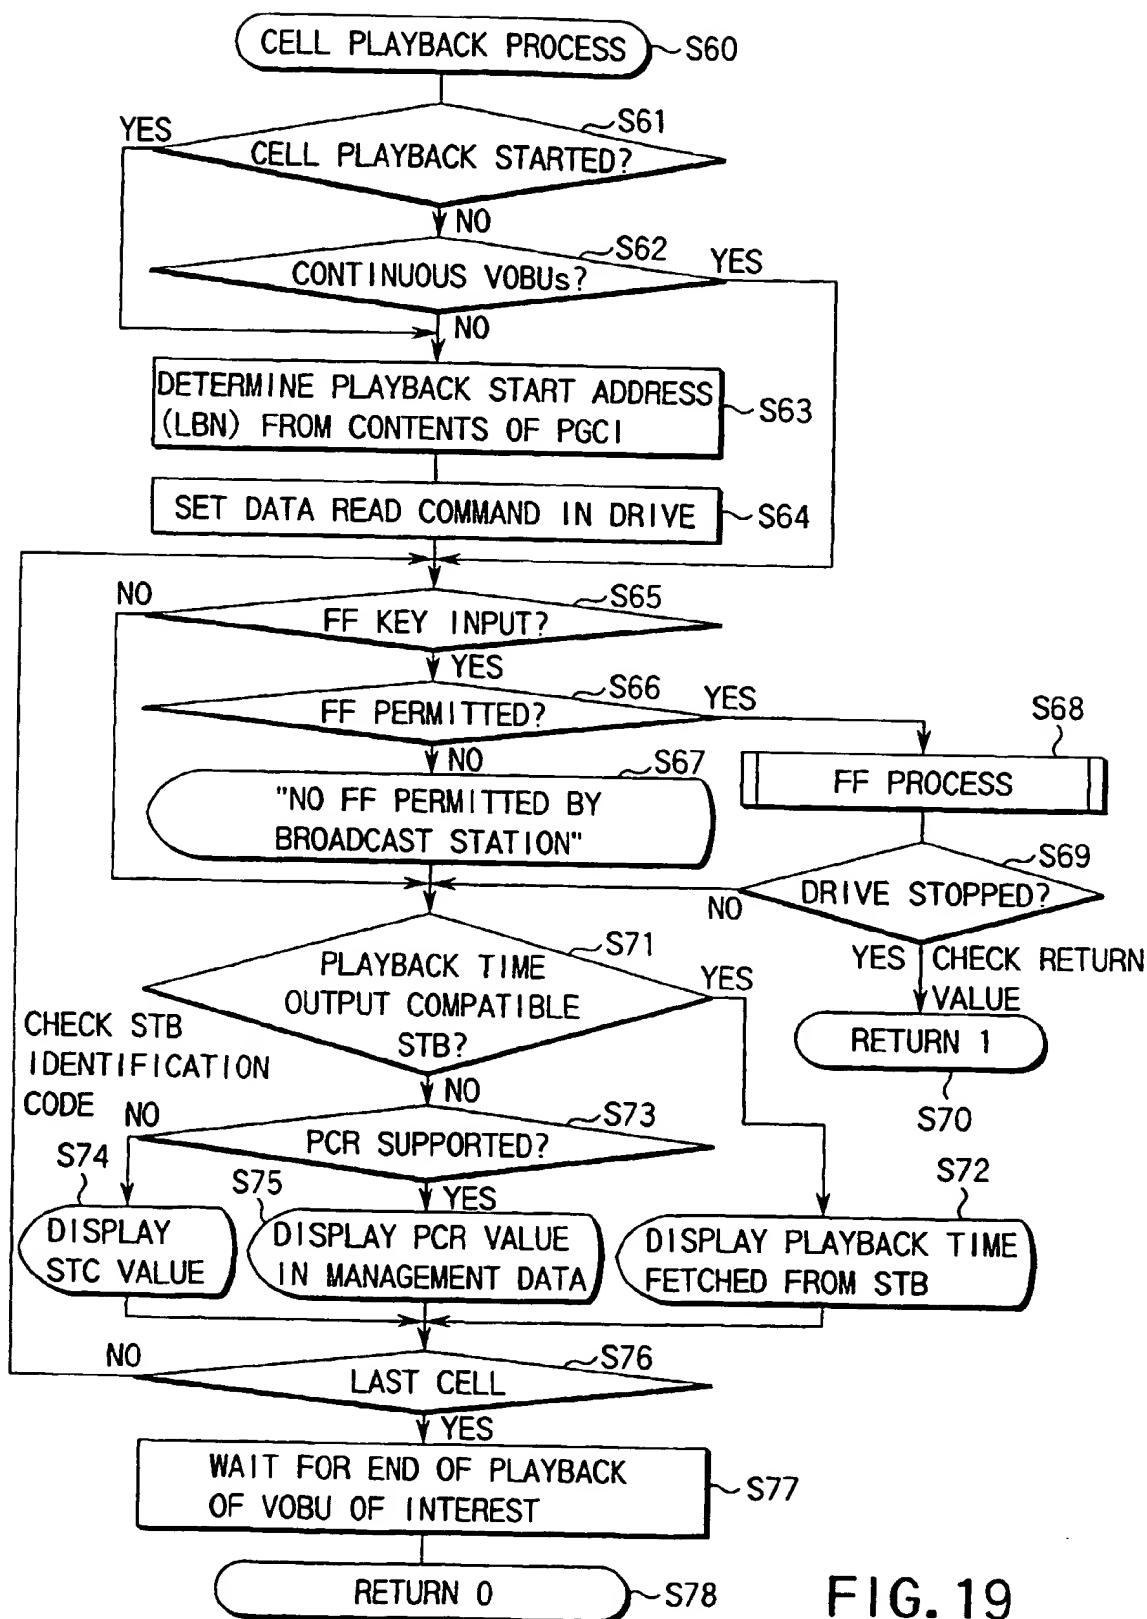 CELL PLAYBACK PROCESS
S60
YES
S61
CELL PLAYBACK STARTED?
NO
S62
YES
CONTINUOUS VOBUs?
NO
DETERMINE PLAYBACK START ADDRESS
(LBN) FROM CONTENTS OF PGCI
S63
SET DATA READ COMMAND IN DRIVE
S64
NO
S65
FF KEY INPUT?
YES
S66
YES
FF PERMITTED?
S68
NO
S67
FF PROCESS
"NO FF PERMITTED BY
BROADCAST STATION"
S69
DRIVE STOPPED?
NO
YES
CHECK RETURN
VALUE
RETURN 1
S70
S71
YES
PLAYBACK TIME
OUTPUT COMPATIBLE
STB?
CHECK STB
IDENTIFICATION
CODE
NO
NO
S73
PCR SUPPORTED?
S74
S75
YES
S72
DISPLAY
STC VALUE
DISPLAY PCR VALUE
IN MANAGEMENT DATA
DISPLAY PLAYBACK TIME
FETCHED FROM STB
NO
S76
LAST CELL
YES
WAIT FOR END OF PLAYBACK
OF VOBU OF INTEREST
S77
RETURN 0
S78
FIG. 19